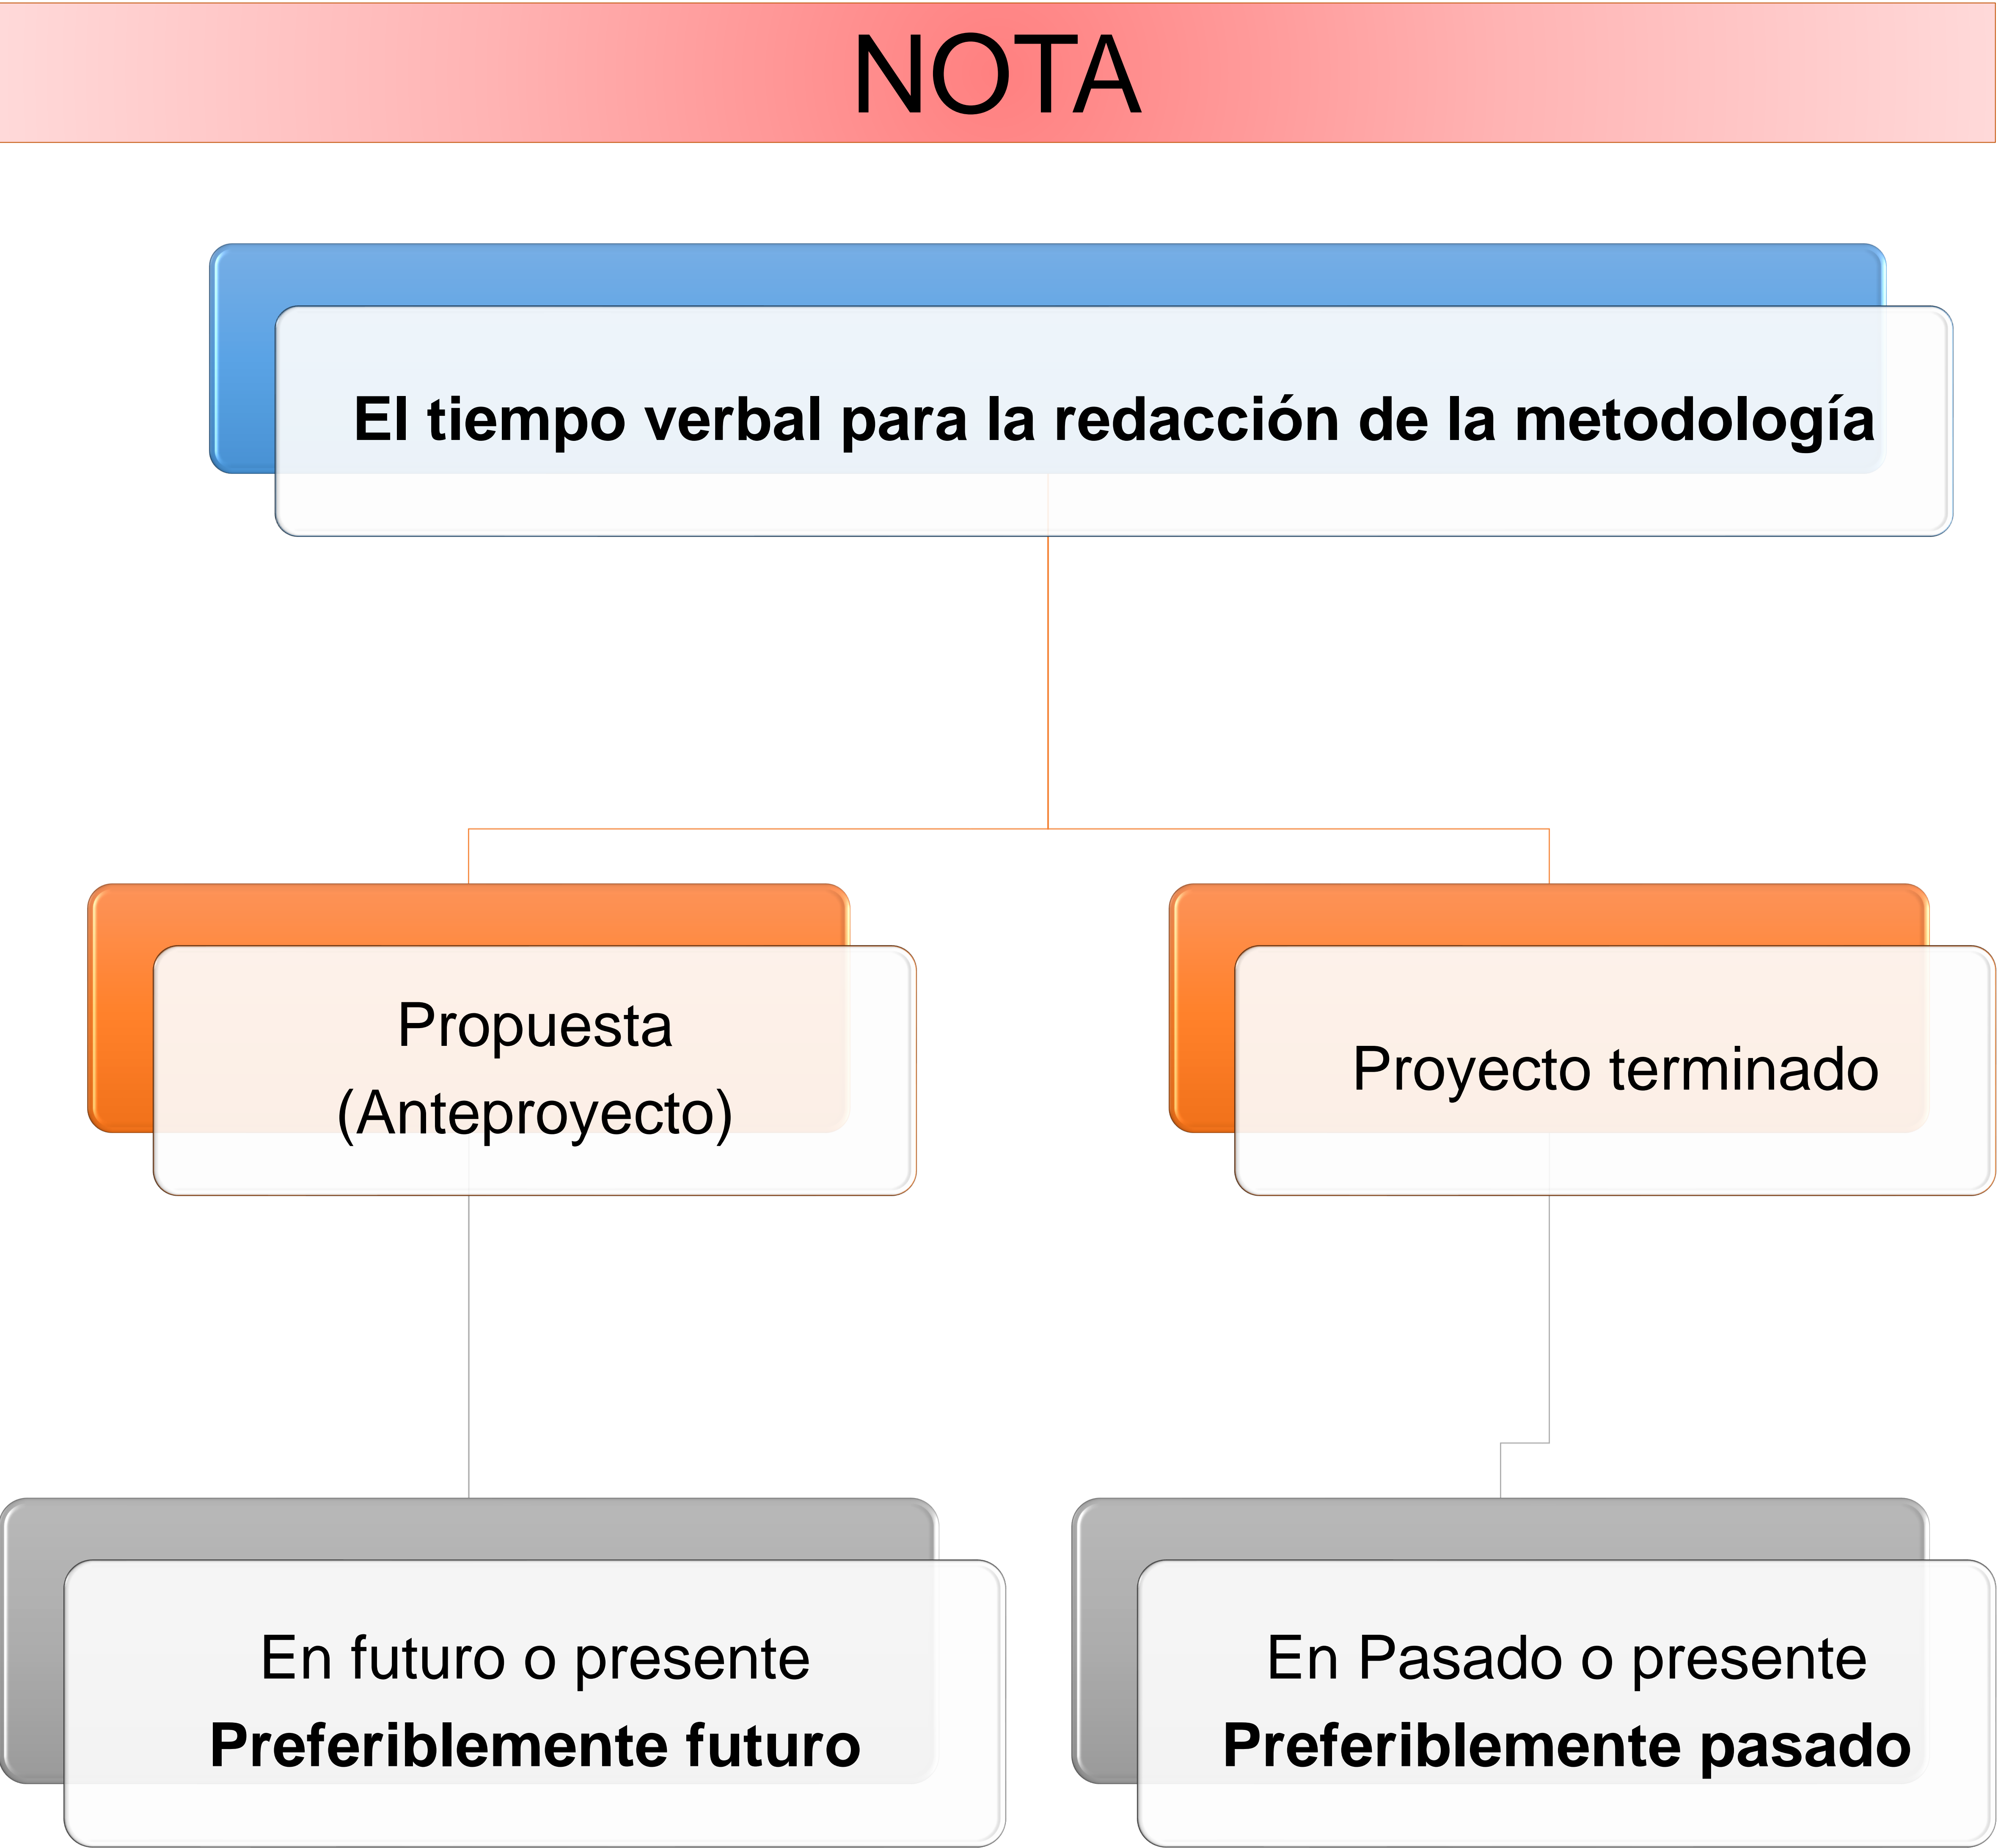 NOTA
El tiempo verbal para la redacción de la metodología
Propuesta
(Anteproyecto)
Proyecto terminado
En futuro o presente
Preferiblemente futuro
En Pasado o presente
Preferiblemente pasado